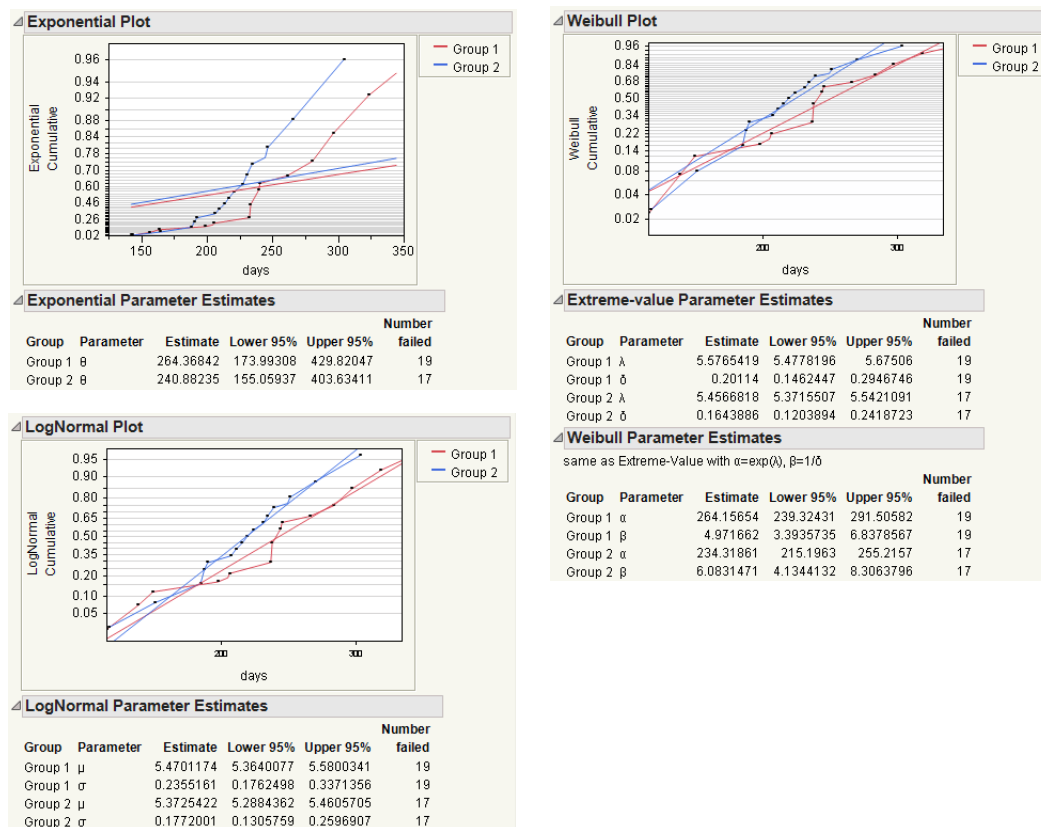 Exponential Plot
0.96
0.94
0.92
0.88
0.84
0.78
0.70
0.60
0.46
0.26
0.02
Exponential
Cumulative
150 200 250 300 350
days
Group 1
Group 2
Exponential Parameter Estimates
Number
Group Parameter Estimate Lower 95% Upper 95% failed
Group 1 θ 264.36842 173.99308 429.82047 19
Group 2 θ 240.88235 155.05937 403.63411 17
LogNormal Plot
0.95
0.90
0.80
0.65
0.50
0.35
0.20
0.10
0.05
LogNormal
Cumulative
200 300
days
Group 1
Group 2
LogNormal Parameter Estimates
Number
Group Parameter Estimate Lower 95% Upper 95% failed
Group 1 μ 5.4701174 5.3640077 5.5800341 19
Group 1 σ 0.2355161 0.1762498 0.3371356 19
Group 2 μ 5.3725422 5.2884362 5.4605705 17
Group 2 σ 0.1772001 0.1305759 0.2596907 17
Weibull Plot
0.96
0.84
0.68
0.50
0.34
0.22
0.14
0.08
0.04
0.02
Weibull
Cumulative
200 300
days
Group 1
Group 2
Extreme-value Parameter Estimates
Number
Group Parameter Estimate Lower 95% Upper 95% failed
Group 1 λ 5.5765419 5.4778196 5.67506 19
Group 1 δ 0.20114 0.1462447 0.2946746 19
Group 2 λ 5.4566818 5.3715507 5.5421091 17
Group 2 δ 0.1643886 0.1203894 0.2418723 17
Weibull Parameter Estimates
same as Extreme-Value with α=exp(λ), β=1/δ
Number
Group Parameter Estimate Lower 95% Upper 95% failed
Group 1 α 264.15654 239.32431 291.50582 19
Group 1 β 4.971662 3.3935735 6.8378567 19
Group 2 α 234.31861 215.1963 255.2157 17
Group 2 β 6.0831471 4.1344132 8.3063796 17